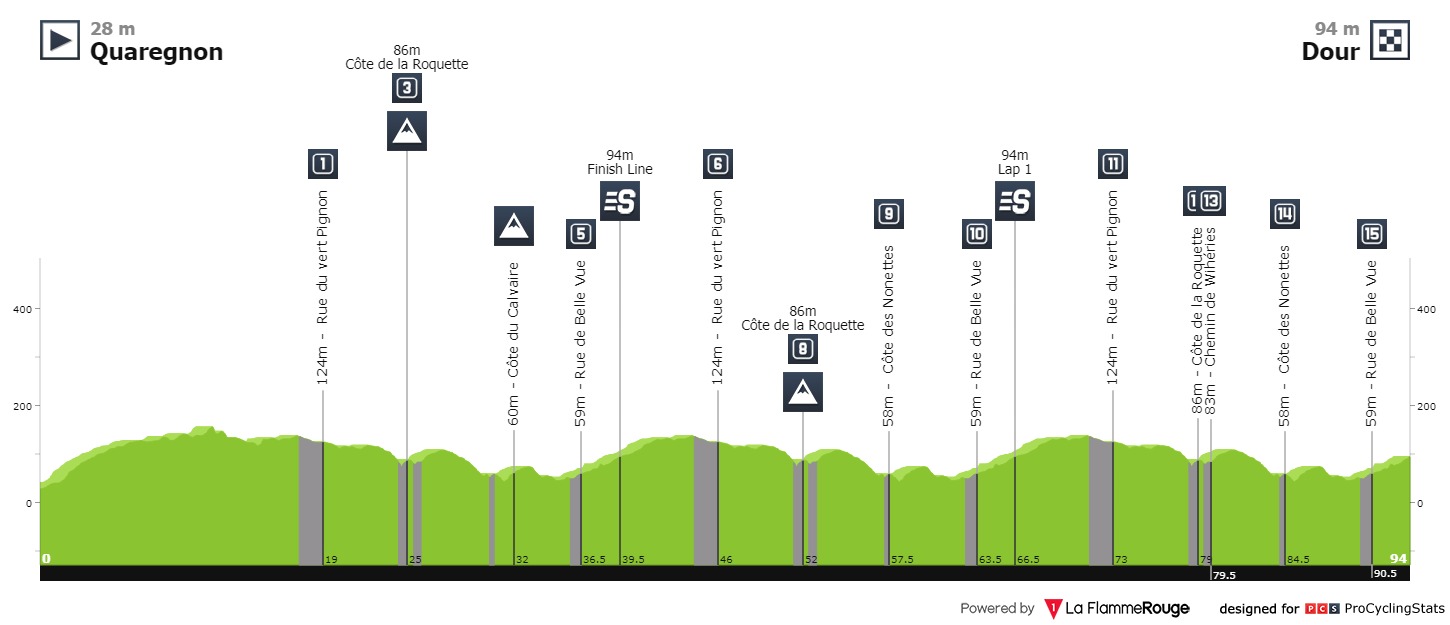 28 m
Quaregnon
94 m
Dour
86m
Côte de la Roquette
3
1
124m - Rue du vert Pignon
60m - Côte du Calvaire
5
59m - Rue de Belle Vue
94m
Finish Line
S
6
124m - Rue du vert Pignon
86m
Côte de la Roquette
8
9
58m - Côte des Nonettes
10
59m - Rue de Belle Vue
94m
Lap 1
S
11
124m - Rue du vert Pignon
86m - Côte de la Roquette
13
83m - Chemin de Wihéries
14
58m - Côte des Nonettes
15
59m - Rue de Belle Vue
400
200
0
400
200
0
0
19
25
32
36.5
39.5
46
52
57.5
63.5
66.5
73
79
79.5
84.5
90.5
94
Powered by La FlammeRouge
designed for PCS ProCyclingStats